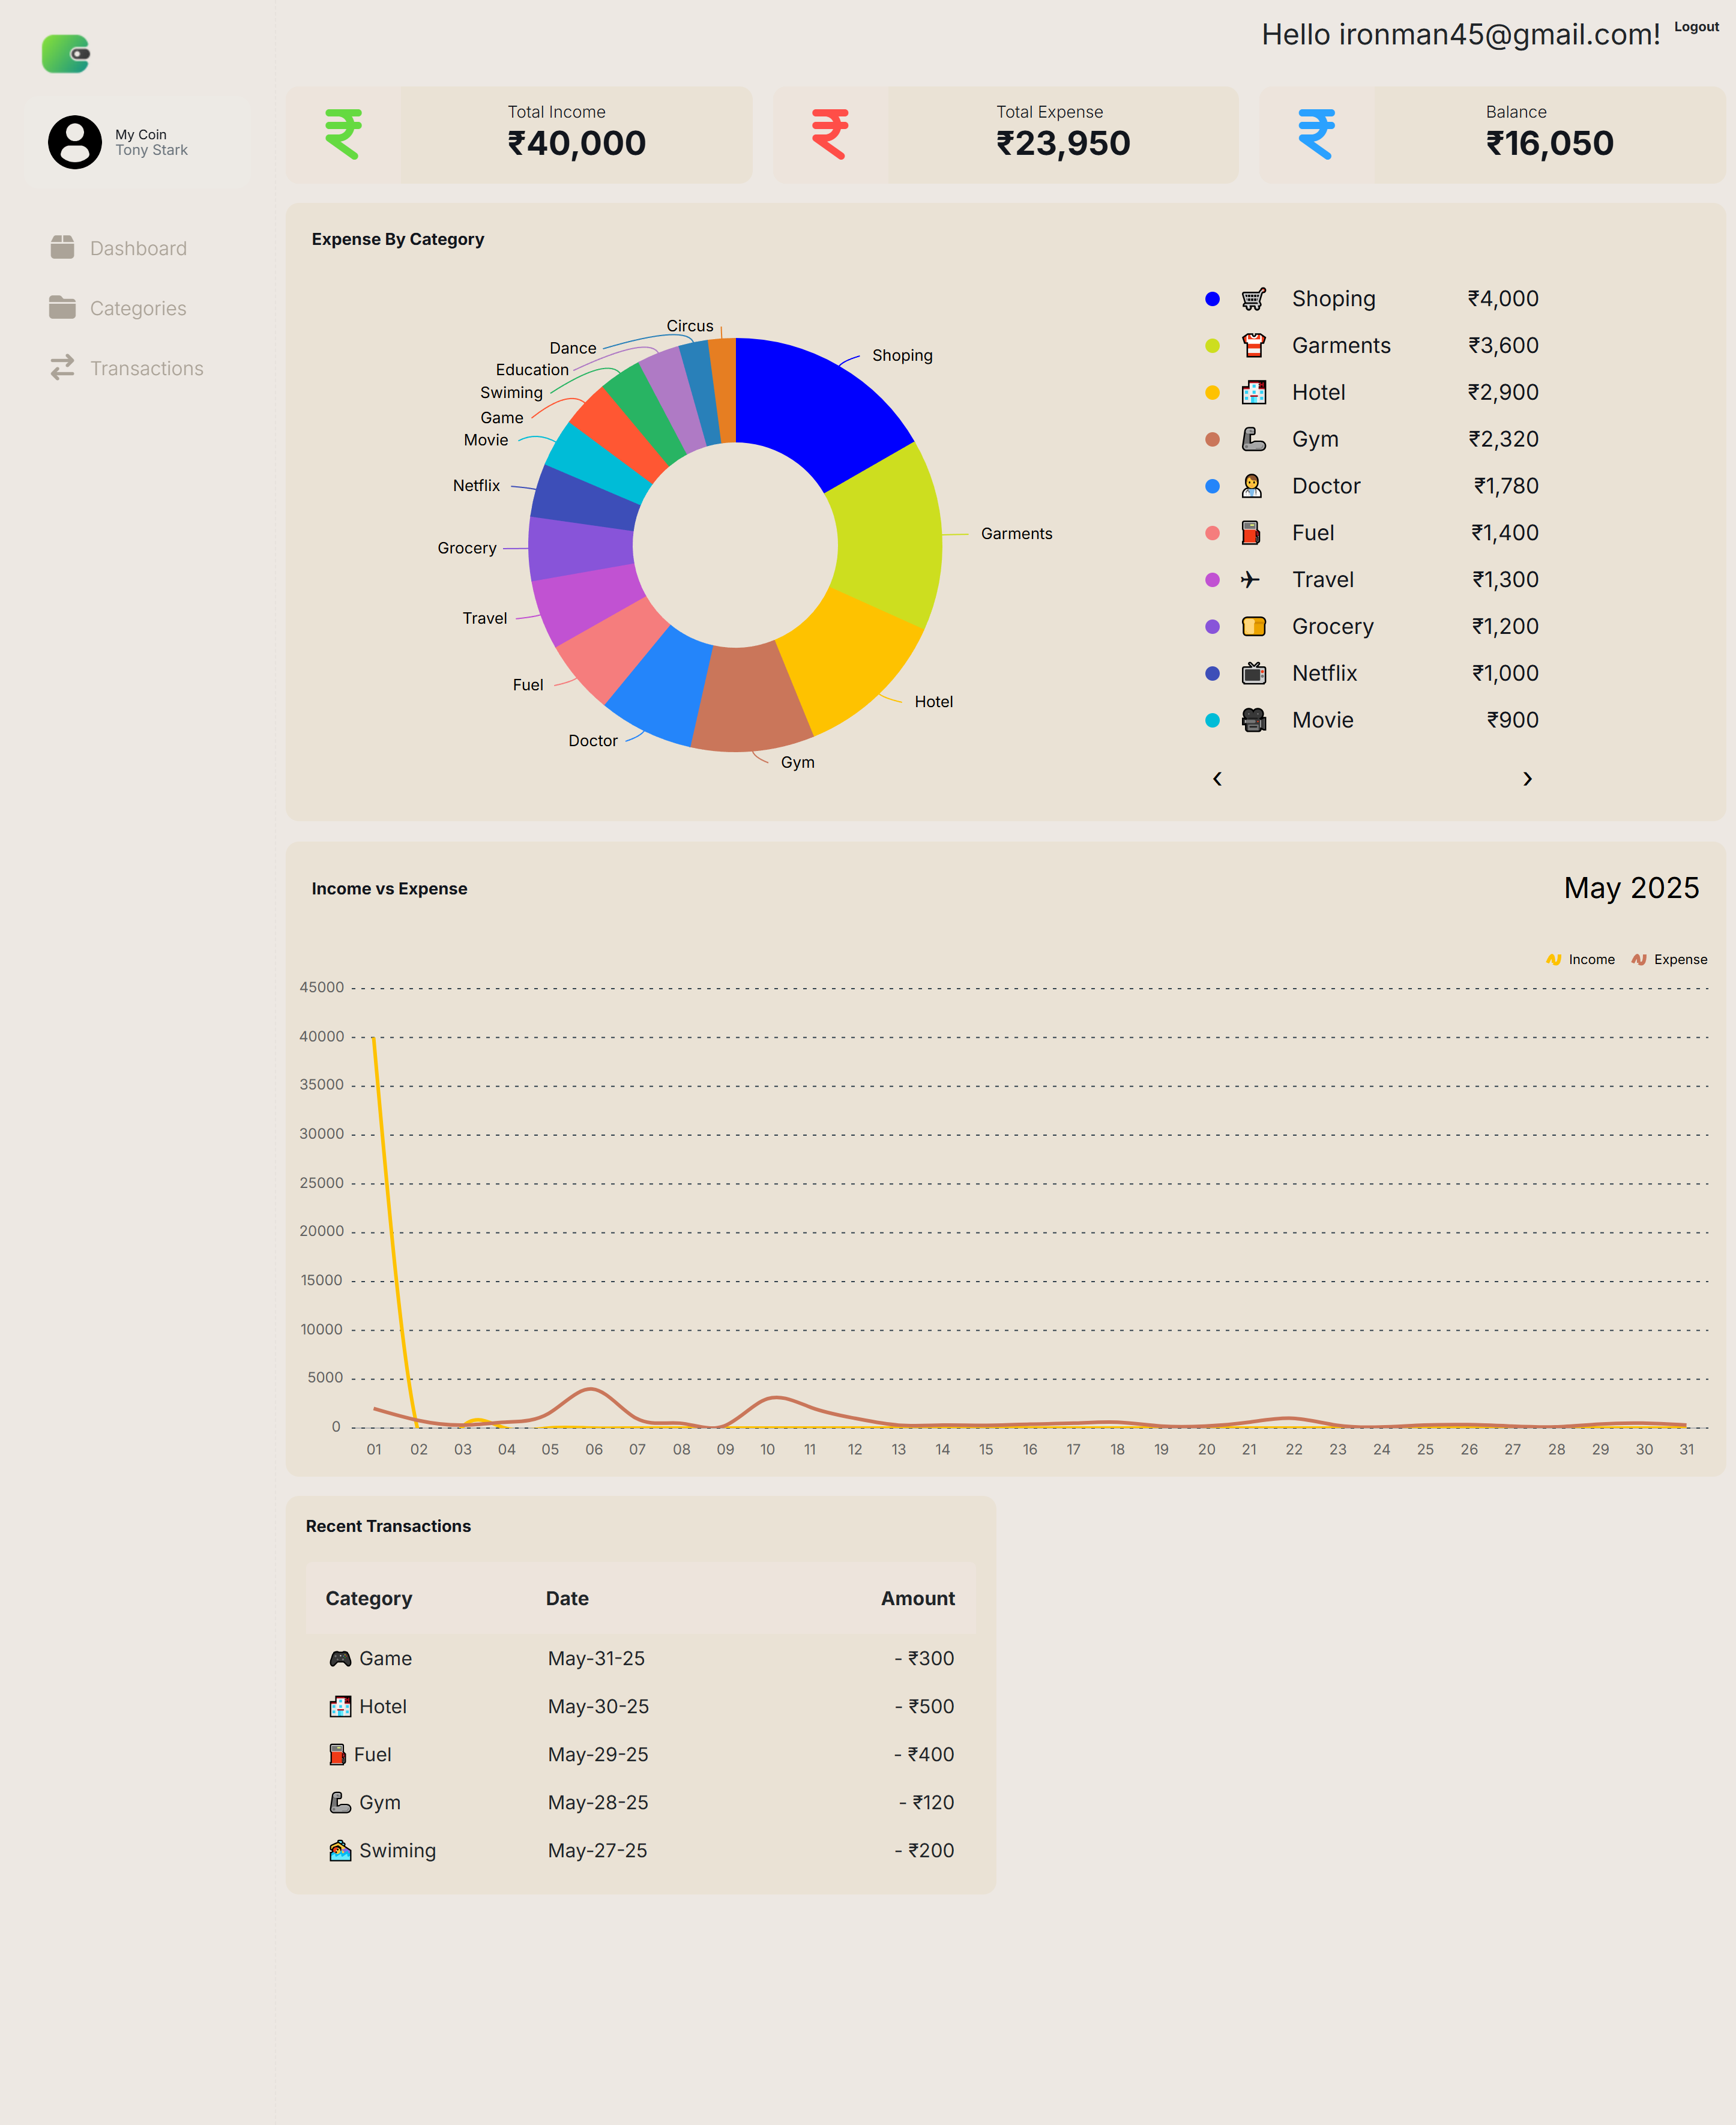 Hello ironman45@gmail.com! Logout
My Coin
Tony Stark
Dashboard
Categories
Transactions
Total Income
₹40,000
Total Expense
₹23,950
Balance
₹16,050
Expense By Category
Circus
Dance
Education
Swiming
Game
Movie
Netflix
Grocery
Travel
Fuel
Doctor
Gym
Hotel
Garments
Shoping
Shoping ₹4,000
Garments ₹3,600
Hotel ₹2,900
Gym ₹2,320
Doctor ₹1,780
Fuel ₹1,400
Travel ₹1,300
Grocery ₹1,200
Netflix ₹1,000
Movie ₹900
‹ ›
Income vs Expense
May 2025
Income Expense
45000
40000
35000
30000
25000
20000
15000
10000
5000
0
01 02 03 04 05 06 07 08 09 10 11 12 13 14 15 16 17 18 19 20 21 22 23 24 25 26 27 28 29 30 31
Recent Transactions
Category Date Amount
Game May-31-25 - ₹300
Hotel May-30-25 - ₹500
Fuel May-29-25 - ₹400
Gym May-28-25 - ₹120
Swiming May-27-25 - ₹200